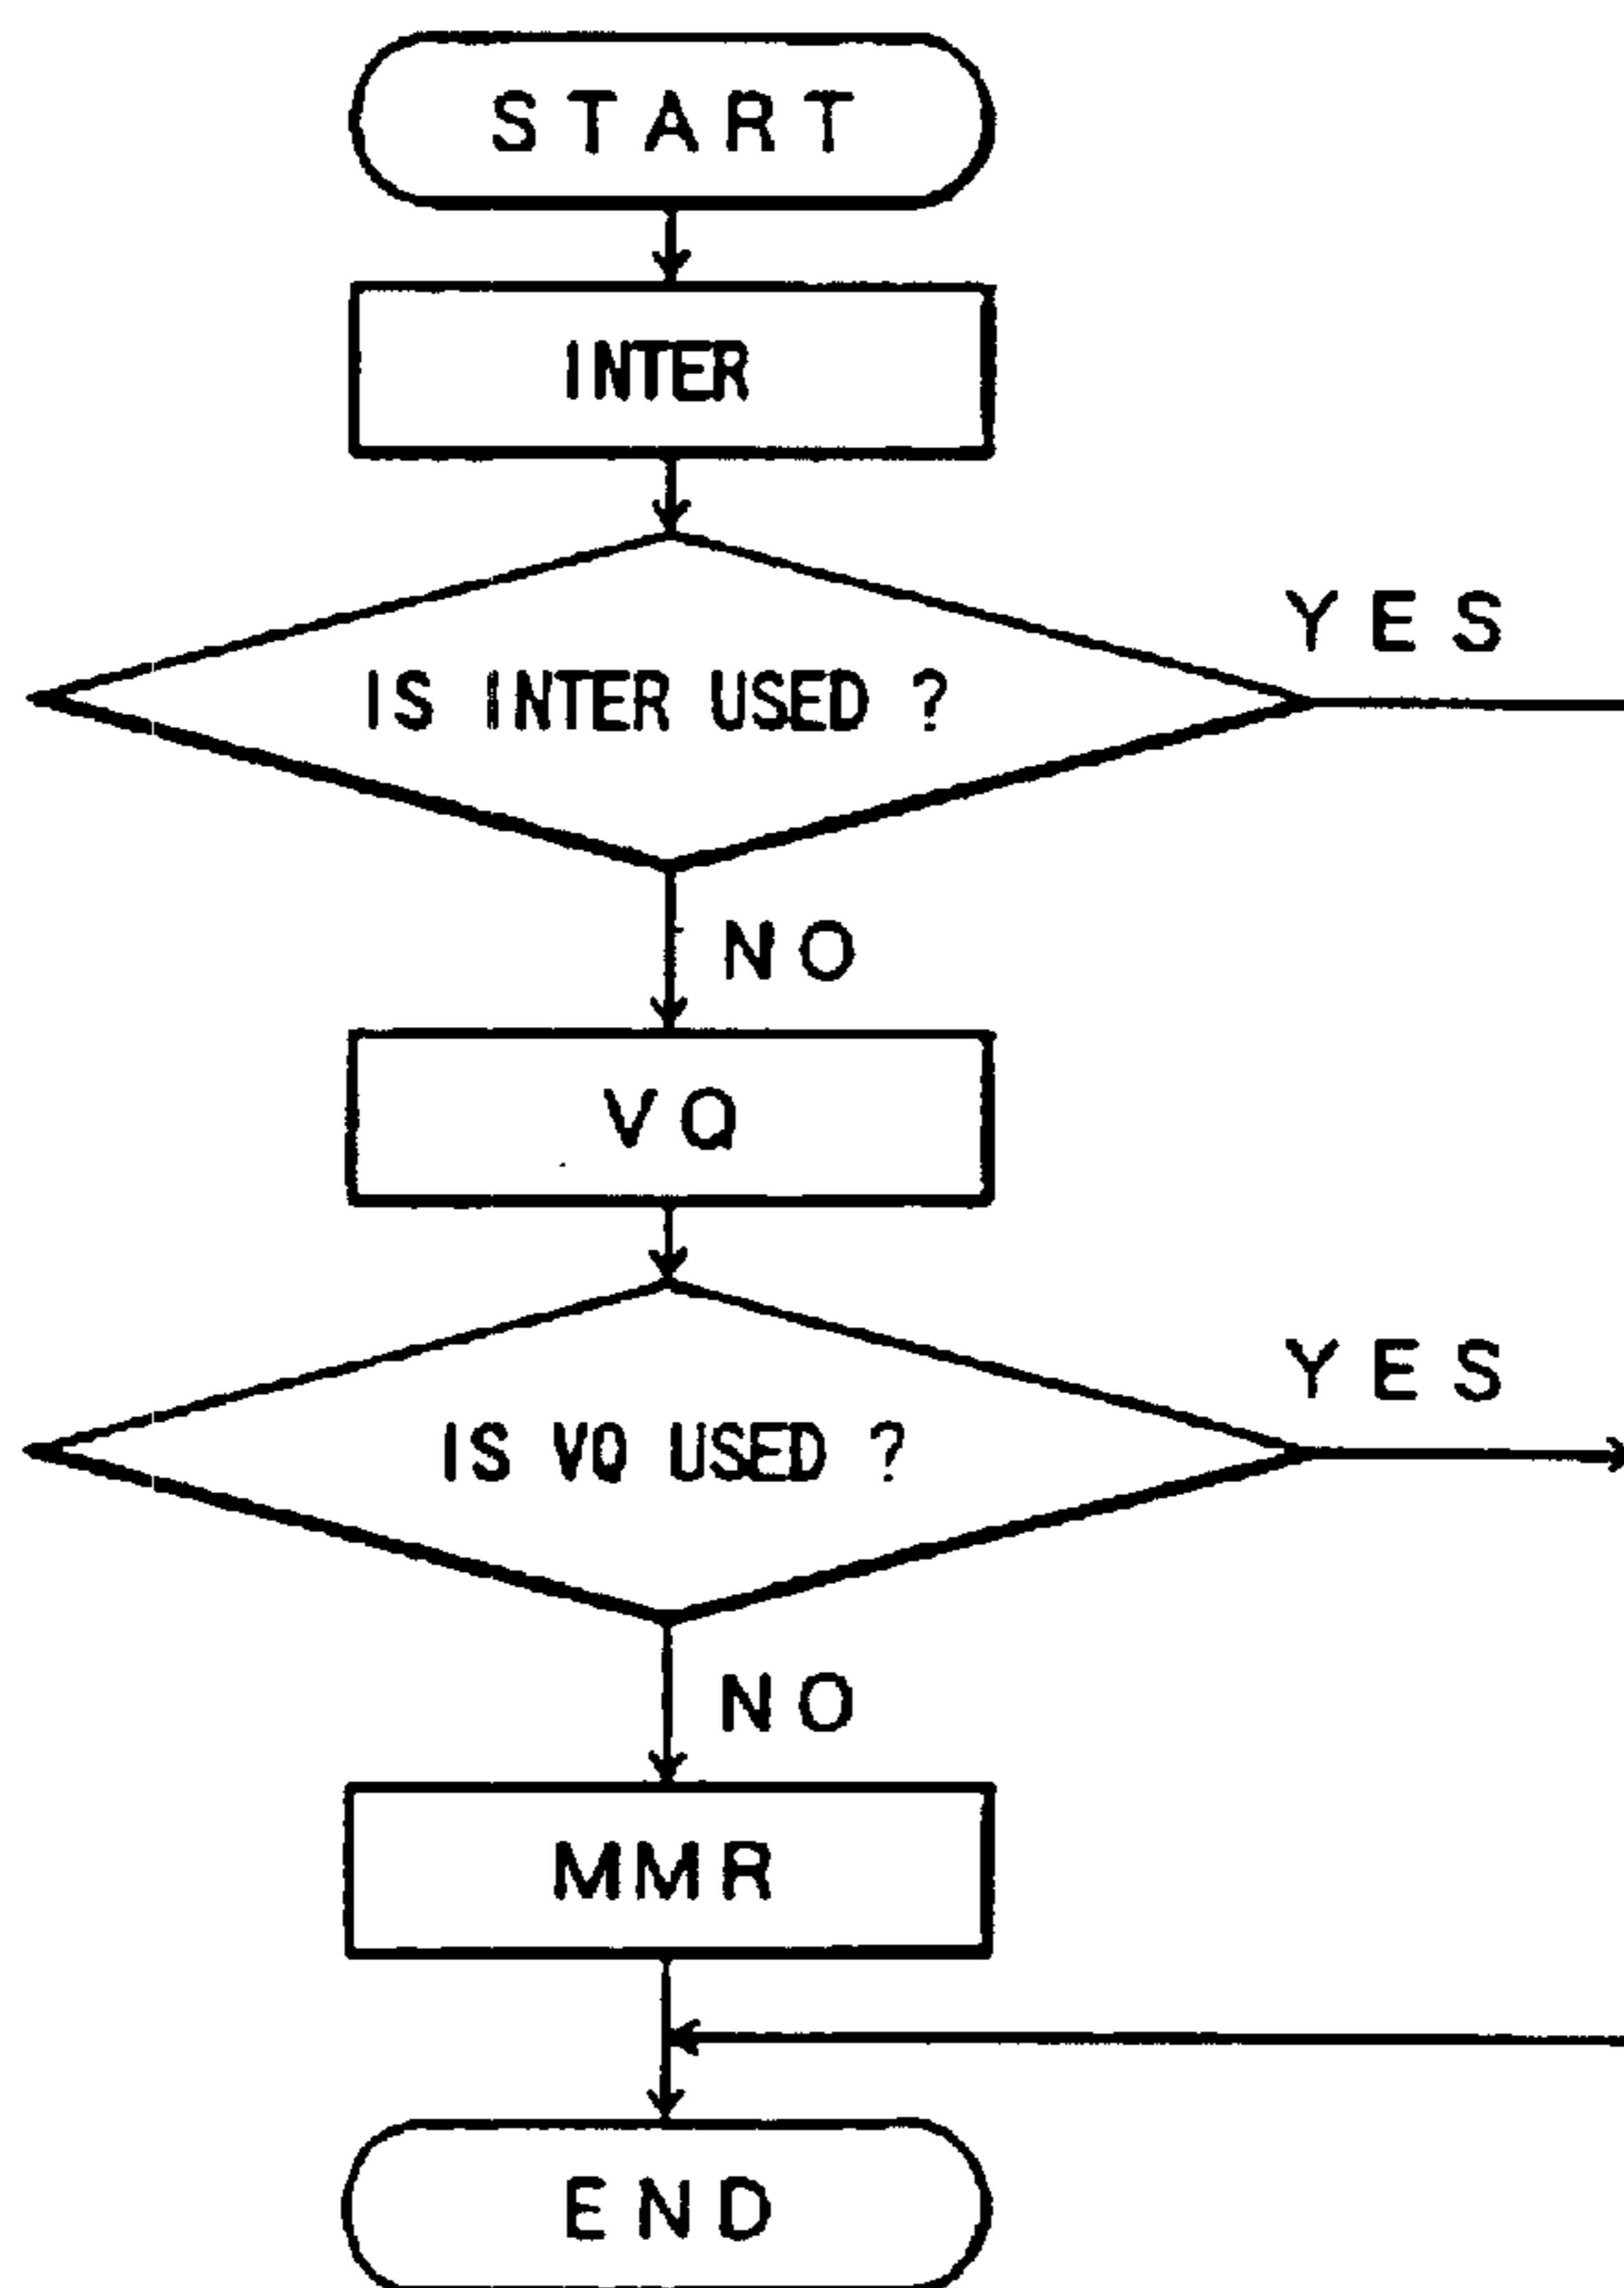 START
INTER
YES
IS INTER USED ?
NO
VQ
YES
IS VQ USED ?
NO
MMR
END